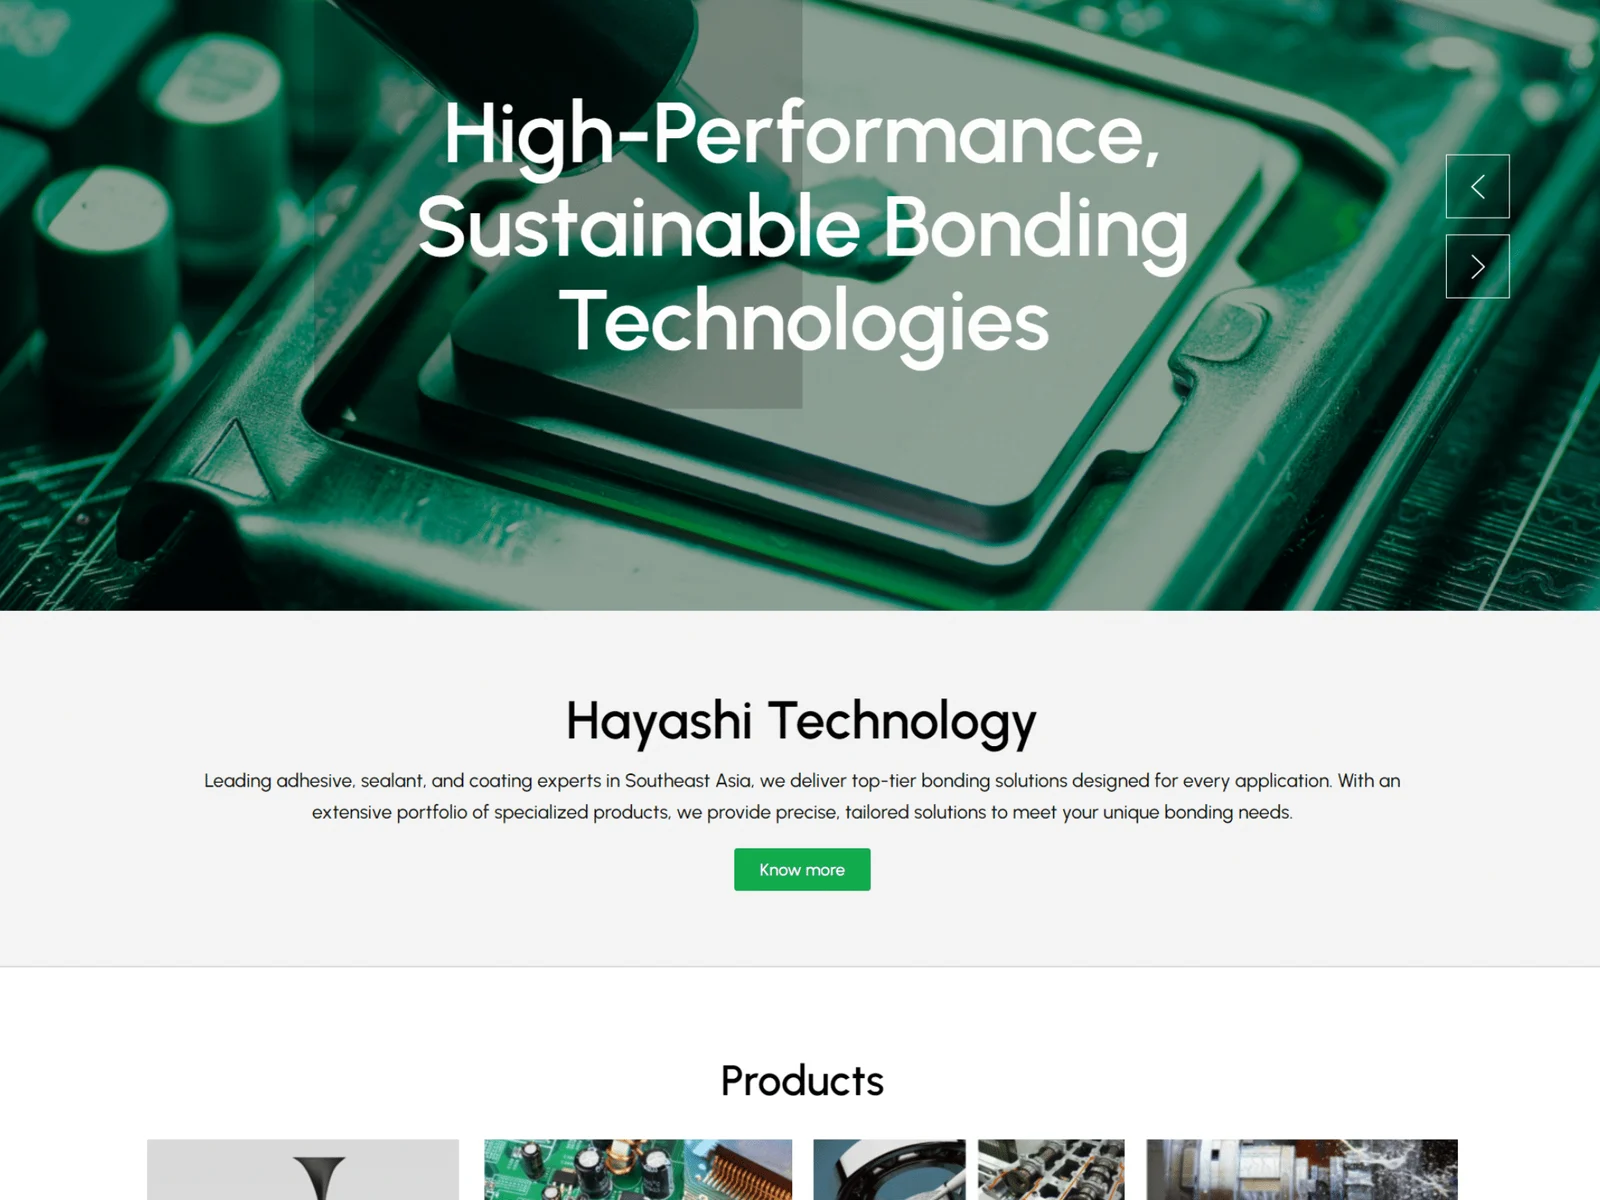 High-Performance,
Sustainable Bonding
Technologies
Hayashi Technology
Leading adhesive, sealant, and coating experts in Southeast Asia, we deliver top-tier bonding solutions designed for every application. With an
extensive portfolio of specialized products, we provide precise, tailored solutions to meet your unique bonding needs.
Know more
Products